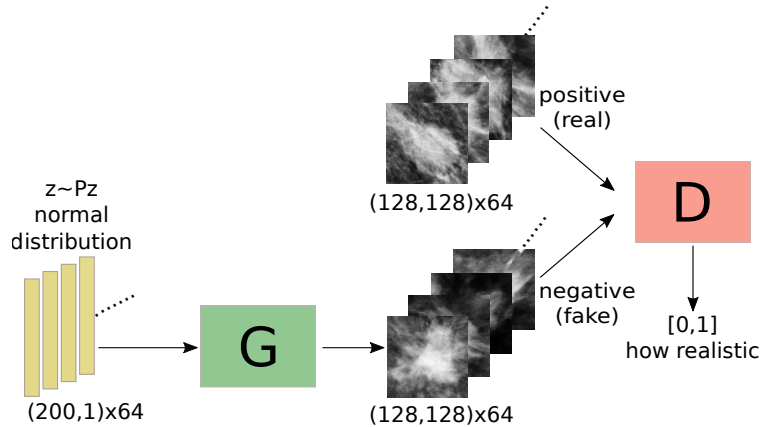 positive
(real)
(128,128)x64
D
z~Pz
normal
distribution
G
negative
(fake)
[0,1]
how realistic
(200,1)x64
(128,128)x64